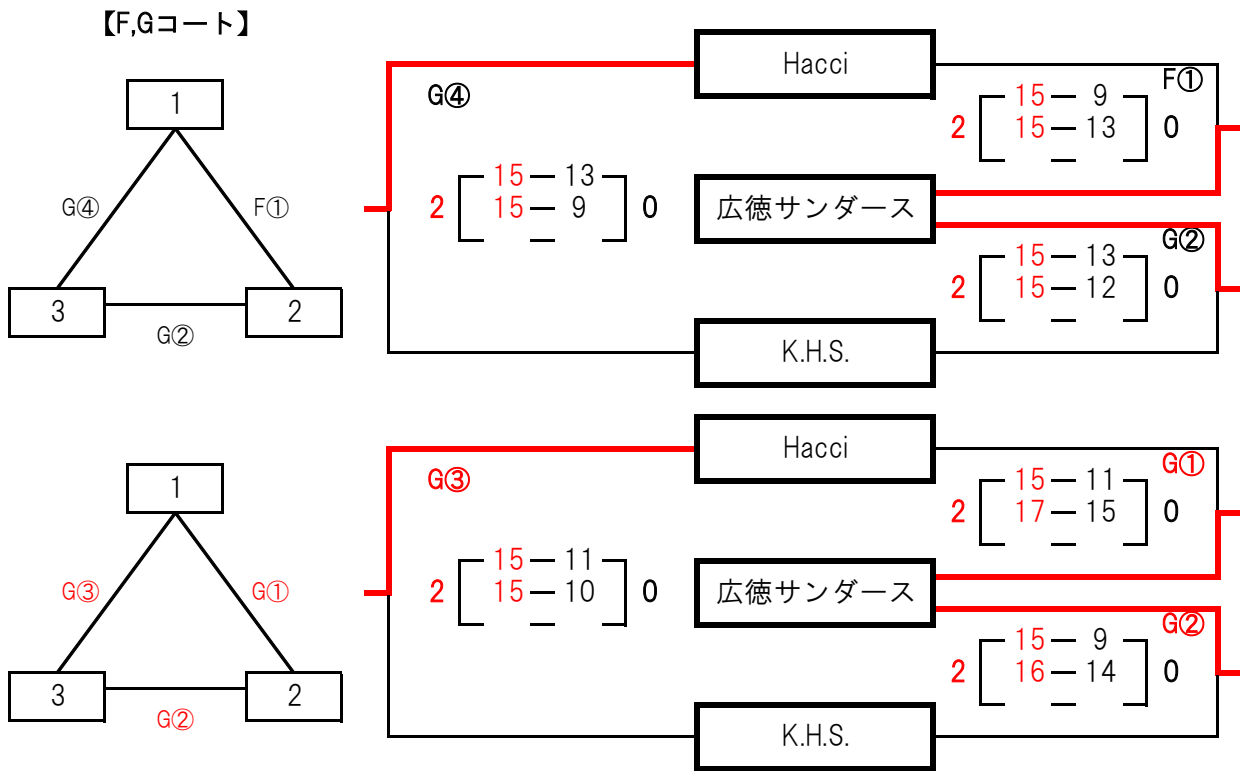 【F,Gコート】
Hacci
F①
G④
15 — 9
2 15 — 13 0
1
15 — 13
2 15 — 9 0
G④ F①
広徳サンダース
G②
15 — 13
2 15 — 12 0
3 2
G②
K.H.S.
Hacci
G①
G③
15 — 11
2 17 — 15 0
1
15 — 11
2 15 — 10 0
G③ G①
広徳サンダース
G②
15 — 9
2 16 — 14 0
3 2
G②
K.H.S.